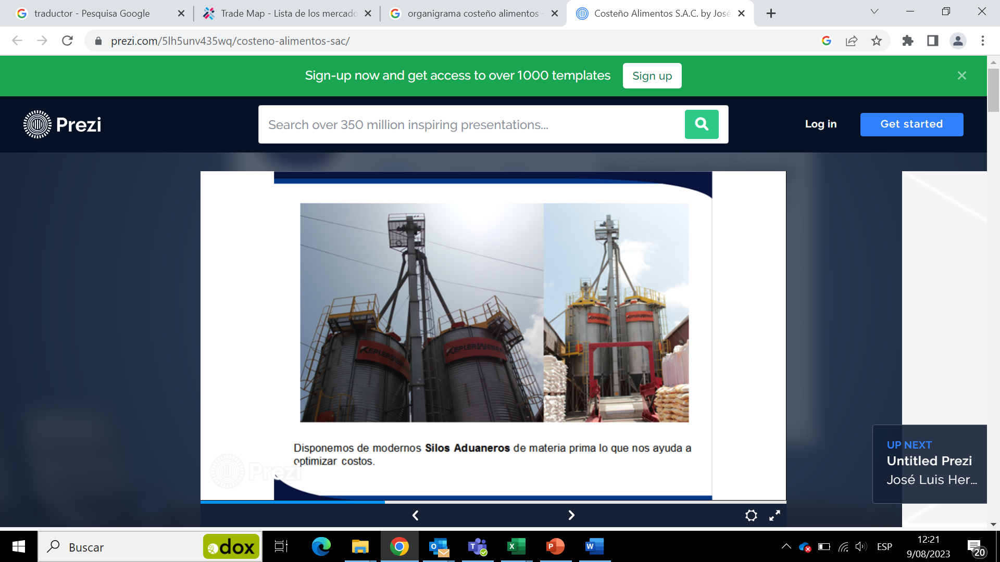 traductor - Pesquisa Google
Trade Map - Lista de los mercado
organigrama costeño alimentos -
Costeño Alimentos S.A.C. by José
prezi.com/5lh5unv435wq/costeno-alimentos-sac/
Sign-up now and get access to over 1000 templates
Sign up
Prezi
Search over 350 million inspiring presentations...
Log in
Get started
KEPLERWEBER
KEPLERWEBER
KEPLERWEBER
KEPLERWEBER
Disponemos de modernos Silos Aduaneros de materia prima lo que nos ayuda a
optimizar costos.
Prezi
UP NEXT
Untitled Prezi
José Luis Her...
Buscar
dox
ESP
12:21
9/08/2023
20